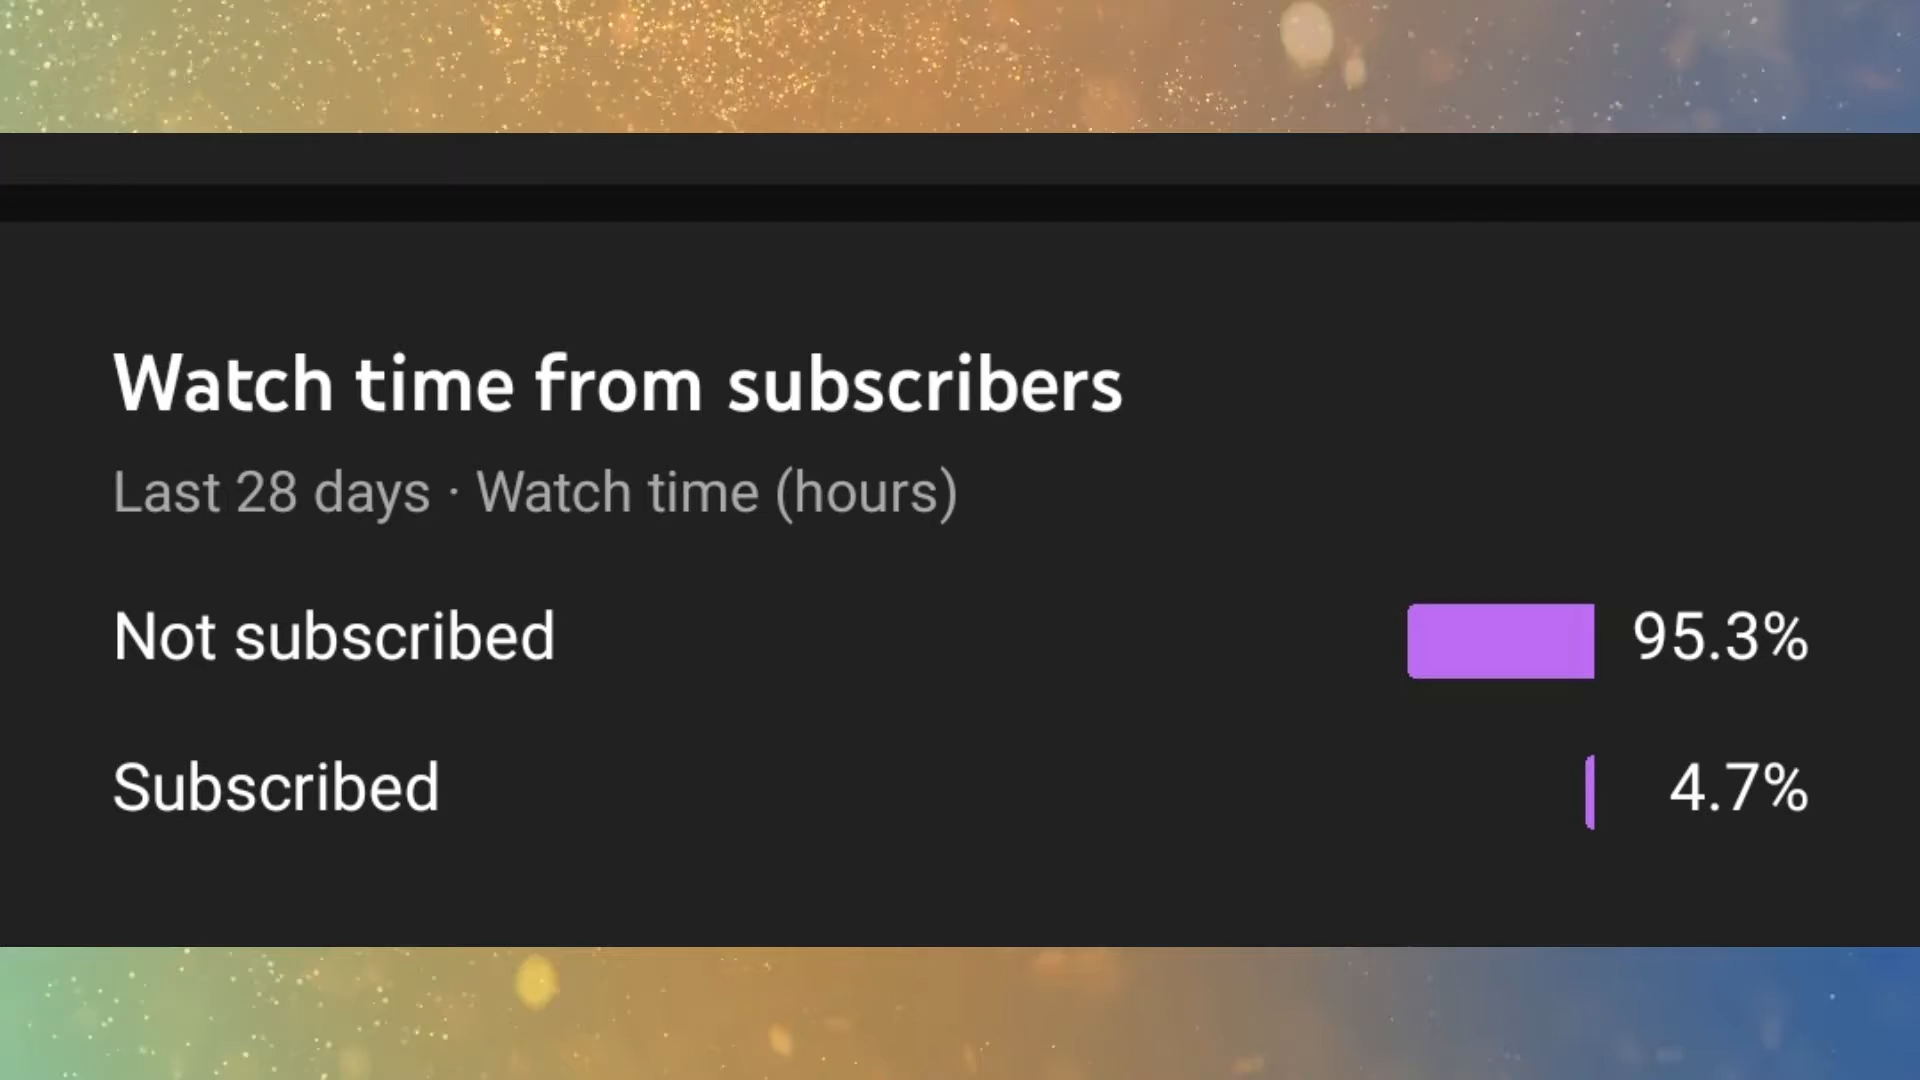 Watch time from subscribers
Last 28 days · Watch time (hours)
Not subscribed 95.3%
Subscribed 4.7%